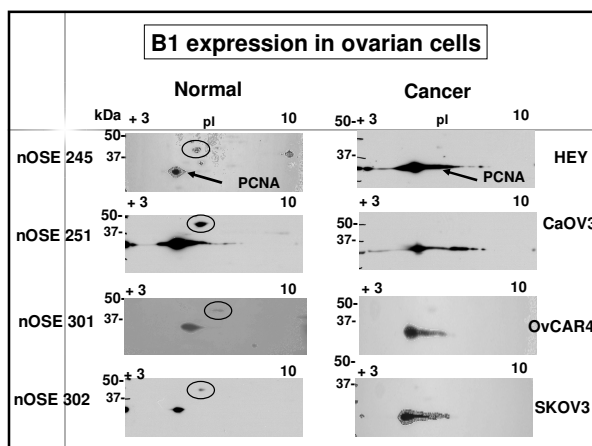 B1 expression in ovarian cells
Normal
Cancer
kDa + 3 pI 10
50- + 3 pI 10
50-
37-
nOSE 245
PCNA
37-
PCNA
HEY
+ 3 10
50-
37-
nOSE 251
+ 3 10
50-
37-
CaOV3
+ 3 10
50-
37-
nOSE 301
+ 3 10
50-
37-
OvCAR4
+ 3 10
50-
37-
nOSE 302
+ 3 10
37-
SKOV3